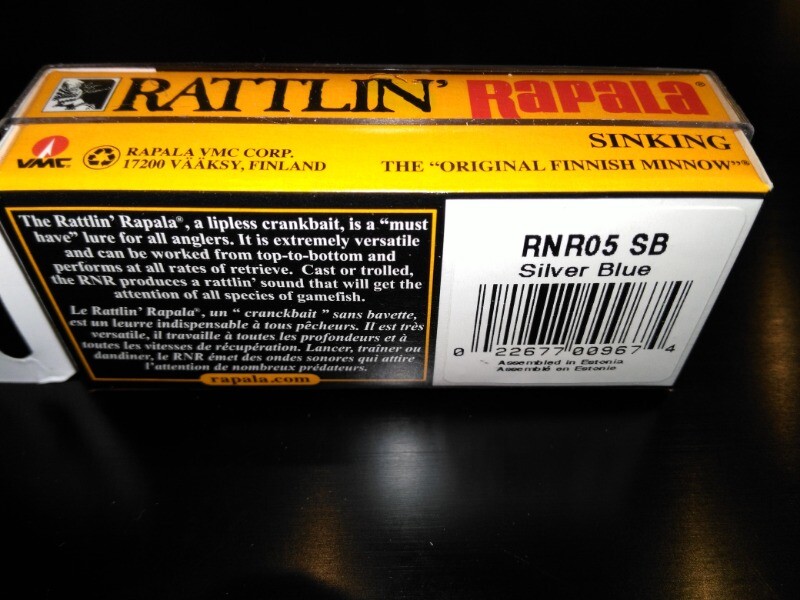 RATTLIN' RAPALA®
VMC
RAPALA VMC CORP.
17200 VÄÄKSY, FINLAND
SINKING
THE “ORIGINAL FINNISH MINNOW”®
The Rattlin’ Rapala®, a lipless crankbait, is a “must
have” lure for all anglers. It is extremely versatile
and can be worked from top-to-bottom and
performs at all rates of retrieve. Cast or trolled,
the RNR produces a rattlin’ sound that will get the
attention of all species of gamefish.
Le Rattlin’ Rapala®, un “ cranckbait ” sans bavette,
est un leurre indispensable à tous pêcheurs. Il est très
versatile, il travaille à toutes les profondeurs et à
toutes les vitesses de récupération. Lancer, traîner ou
dandiner, le RNR émet des ondes sonores qui attire
l’attention de nombreux prédateurs.
rapala.com
RNR05 SB
Silver Blue
0 22677 00967 4
Assembled in Estonia
Assemblé en Estonie